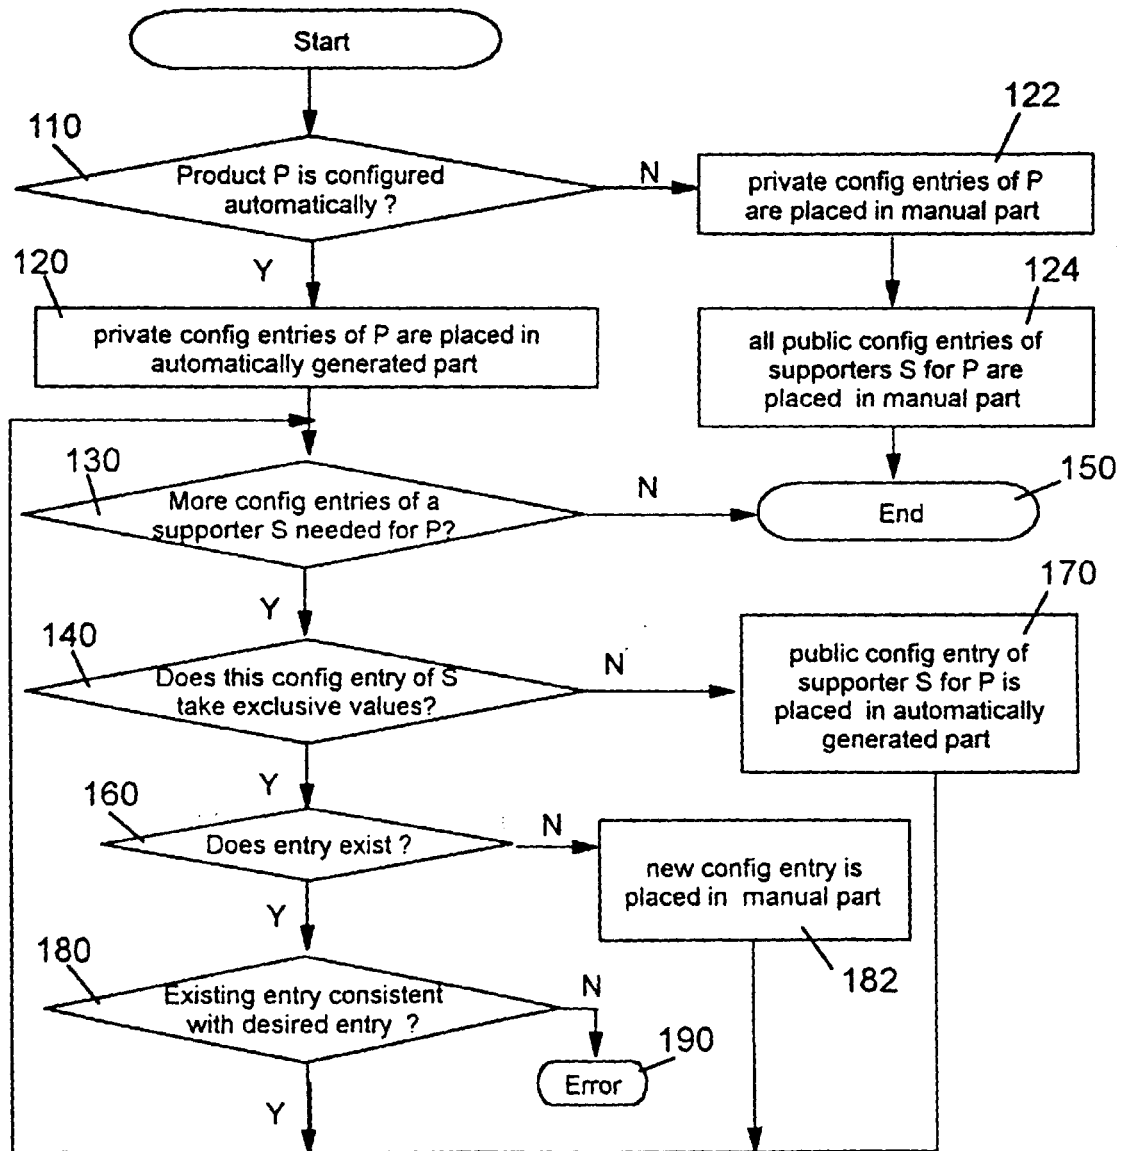 Start
110
Product P is configured
automatically ?
N
122
private config entries of P
are placed in manual part
Y
120
private config entries of P are placed in
automatically generated part
124
all public config entries of
supporters S for P are
placed in manual part
130
More config entries of a
supporter S needed for P?
N
150
End
Y
140
Does this config entry of S
take exclusive values?
N
170
public config entry of
supporter S for P is
placed in automatically
generated part
Y
160
Does entry exist ?
N
new config entry is
placed in manual part
182
Y
180
Existing entry consistent
with desired entry ?
N
190
Error
Y